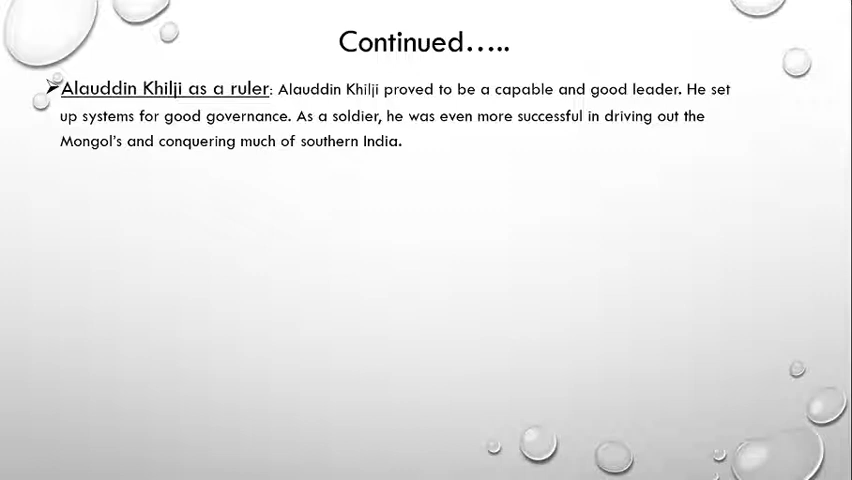 Continued…..
➤Alauddin Khilji as a ruler: Alauddin Khilji proved to be a capable and good leader. He set
up systems for good governance. As a soldier, he was even more successful in driving out the
Mongol's and conquering much of southern India.